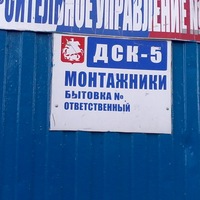 РОИТЕЛЬНОЕ УПРАВЛЕНИЕ
ДСК-5
МОНТАЖНИКИ
БЫТОВКА №
ОТВЕТСТВЕННЫЙ